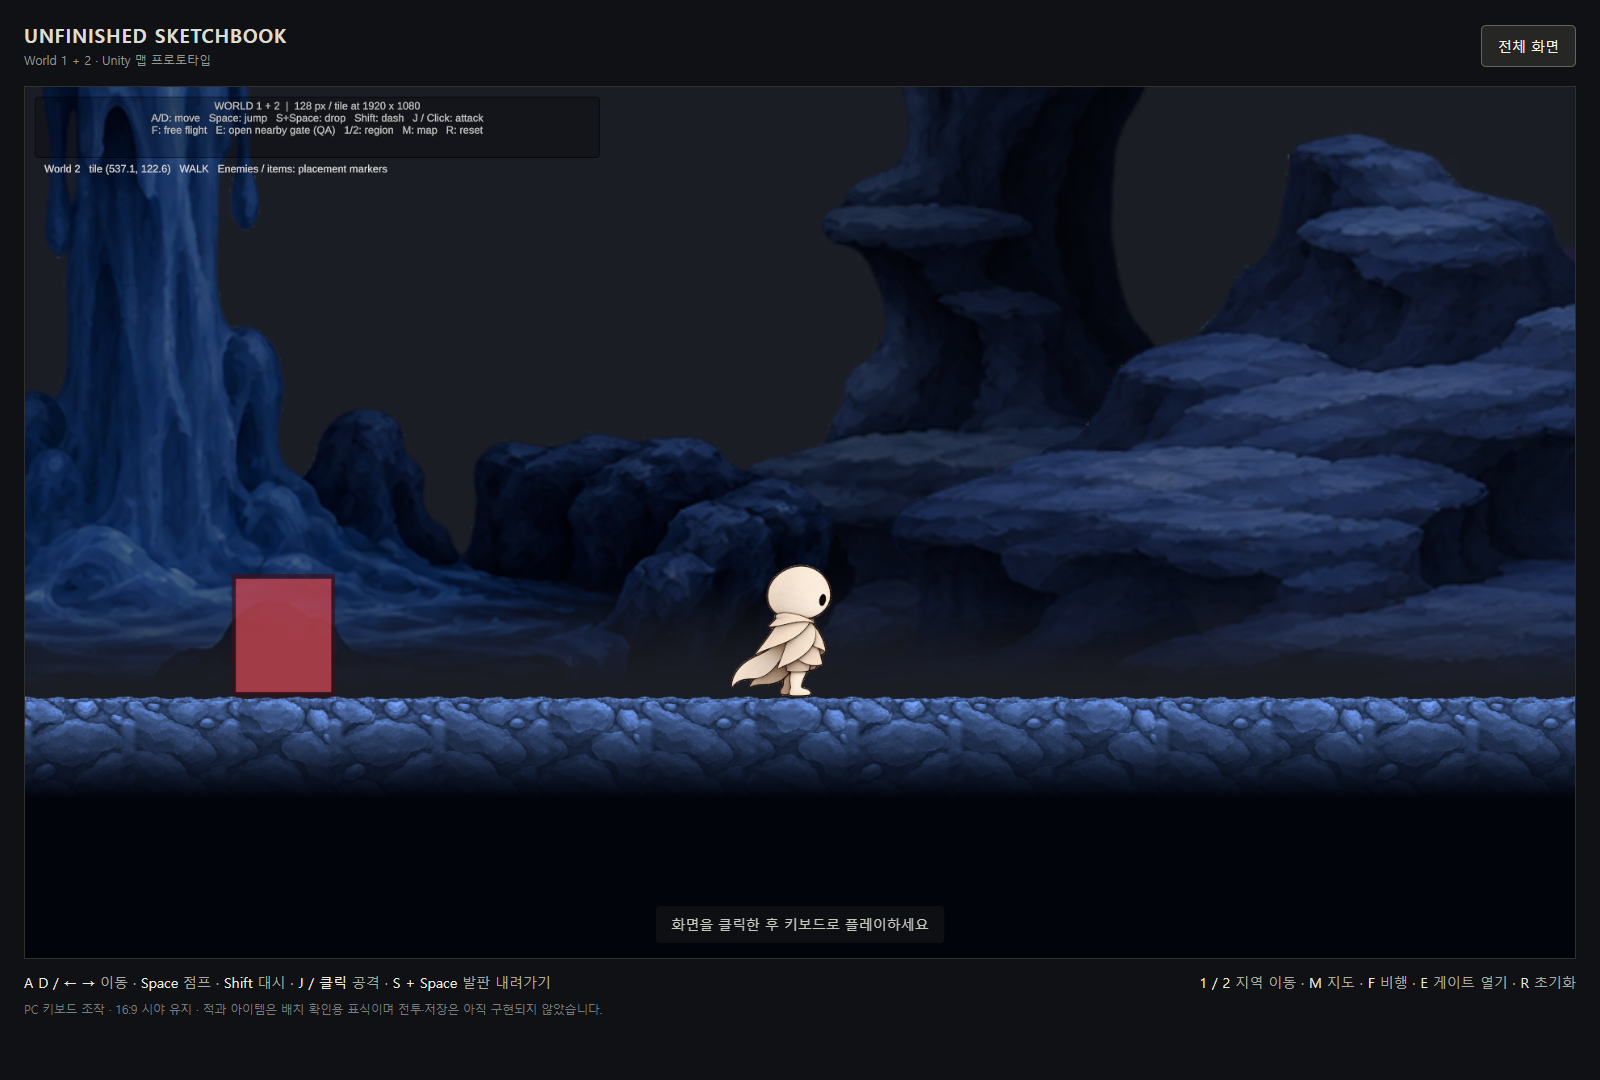 UNFINISHED SKETCHBOOK
World 1 + 2 · Unity 맵 프로토타입
전체 화면
WORLD 1 + 2 | 128 px / tile at 1920 x 1080
A/D: move Space: jump S+Space: drop Shift: dash J / Click: attack
F: free flight E: open nearby gate (QA) 1/2: region M: map R: reset
World 2 tile (537.1, 122.6) WALK Enemies / items: placement markers
화면을 클릭한 후 키보드로 플레이하세요
A D / ← → 이동 · Space 점프 · Shift 대시 · J / 클릭 공격 · S + Space 발판 내려가기
1 / 2 지역 이동 · M 지도 · F 비행 · E 게이트 열기 · R 초기화
PC 키보드 조작 · 16:9 시야 유지 · 적과 아이템은 배치 확인용 표식이며 전투·저장은 아직 구현되지 않았습니다.